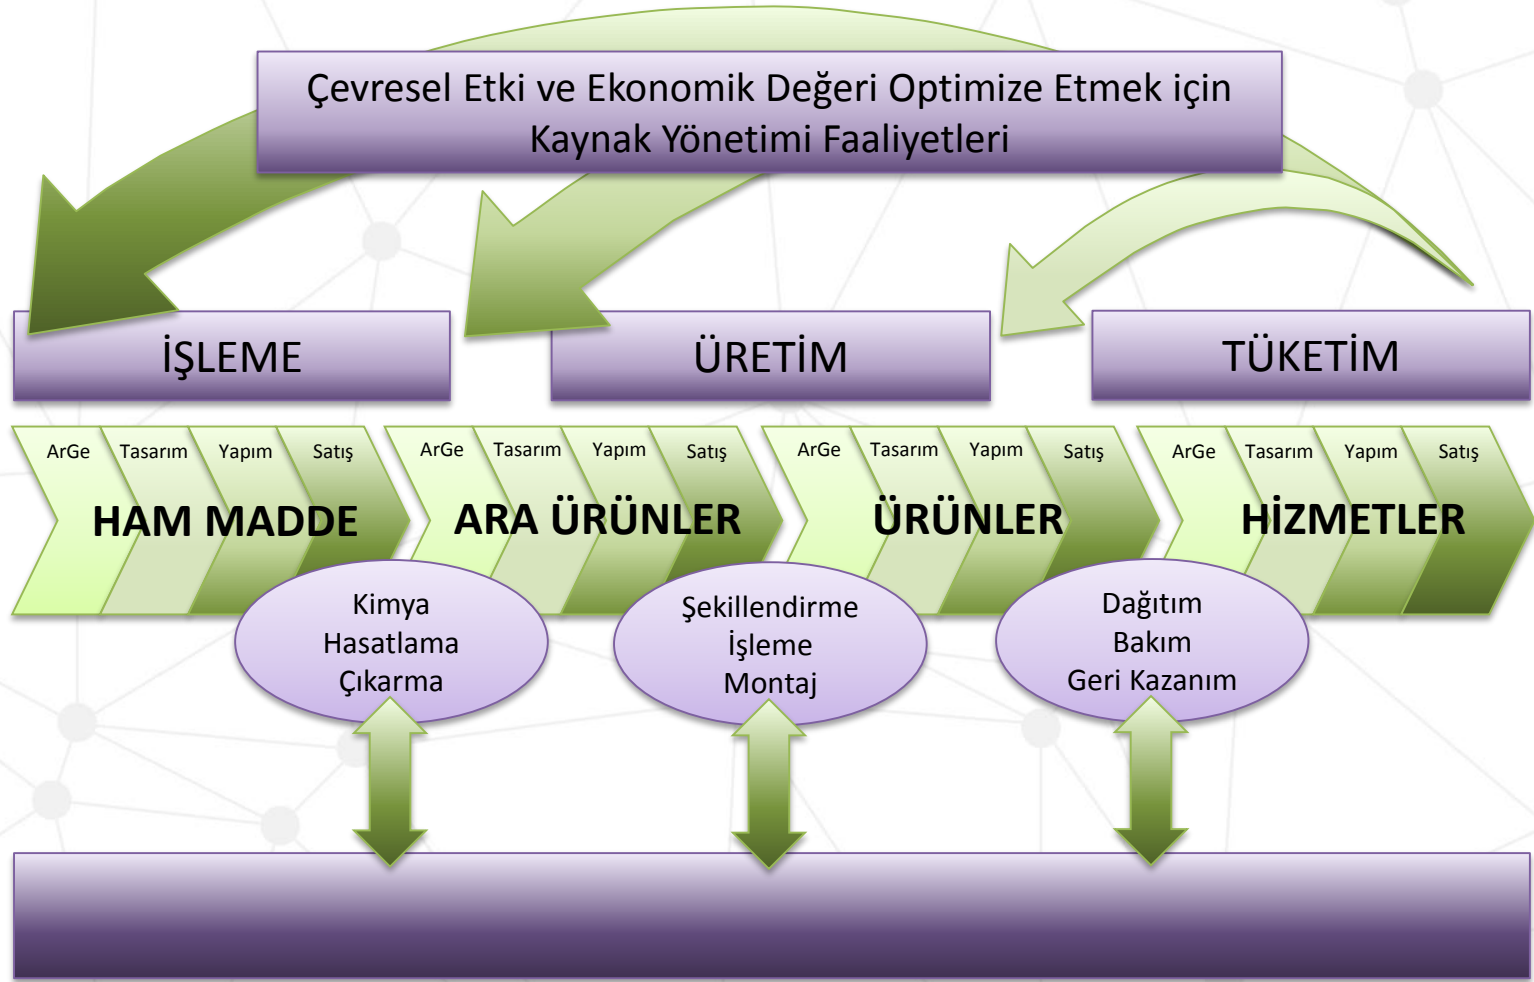 Çevresel Etki ve Ekonomik Değeri Optimize Etmek için
Kaynak Yönetimi Faaliyetleri
İŞLEME
ÜRETİM
TÜKETİM
ArGe Tasarım Yapım Satış
HAM MADDE
ArGe Tasarım Yapım Satış
ARA ÜRÜNLER
ArGe Tasarım Yapım Satış
ÜRÜNLER
ArGe Tasarım Yapım Satış
HİZMETLER
Kimya
Hasatlama
Çıkarma
Şekillendirme
İşleme
Montaj
Dağıtım
Bakım
Geri Kazanım